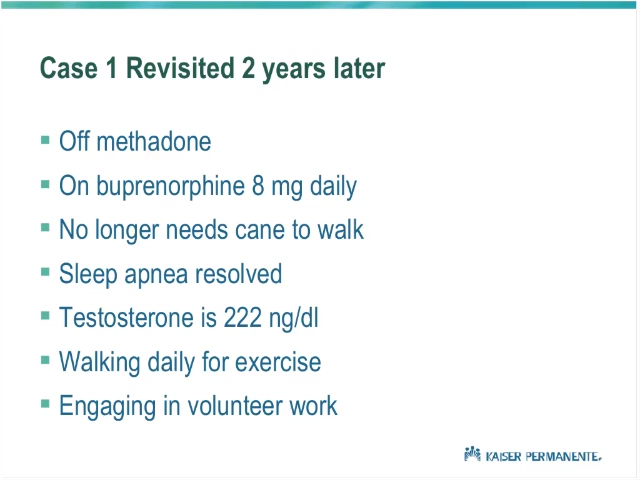 Case 1 Revisited 2 years later
Off methadone
On buprenorphine 8 mg daily
No longer needs cane to walk
Sleep apnea resolved
Testosterone is 222 ng/dl
Walking daily for exercise
Engaging in volunteer work
KAISER PERMANENTE.